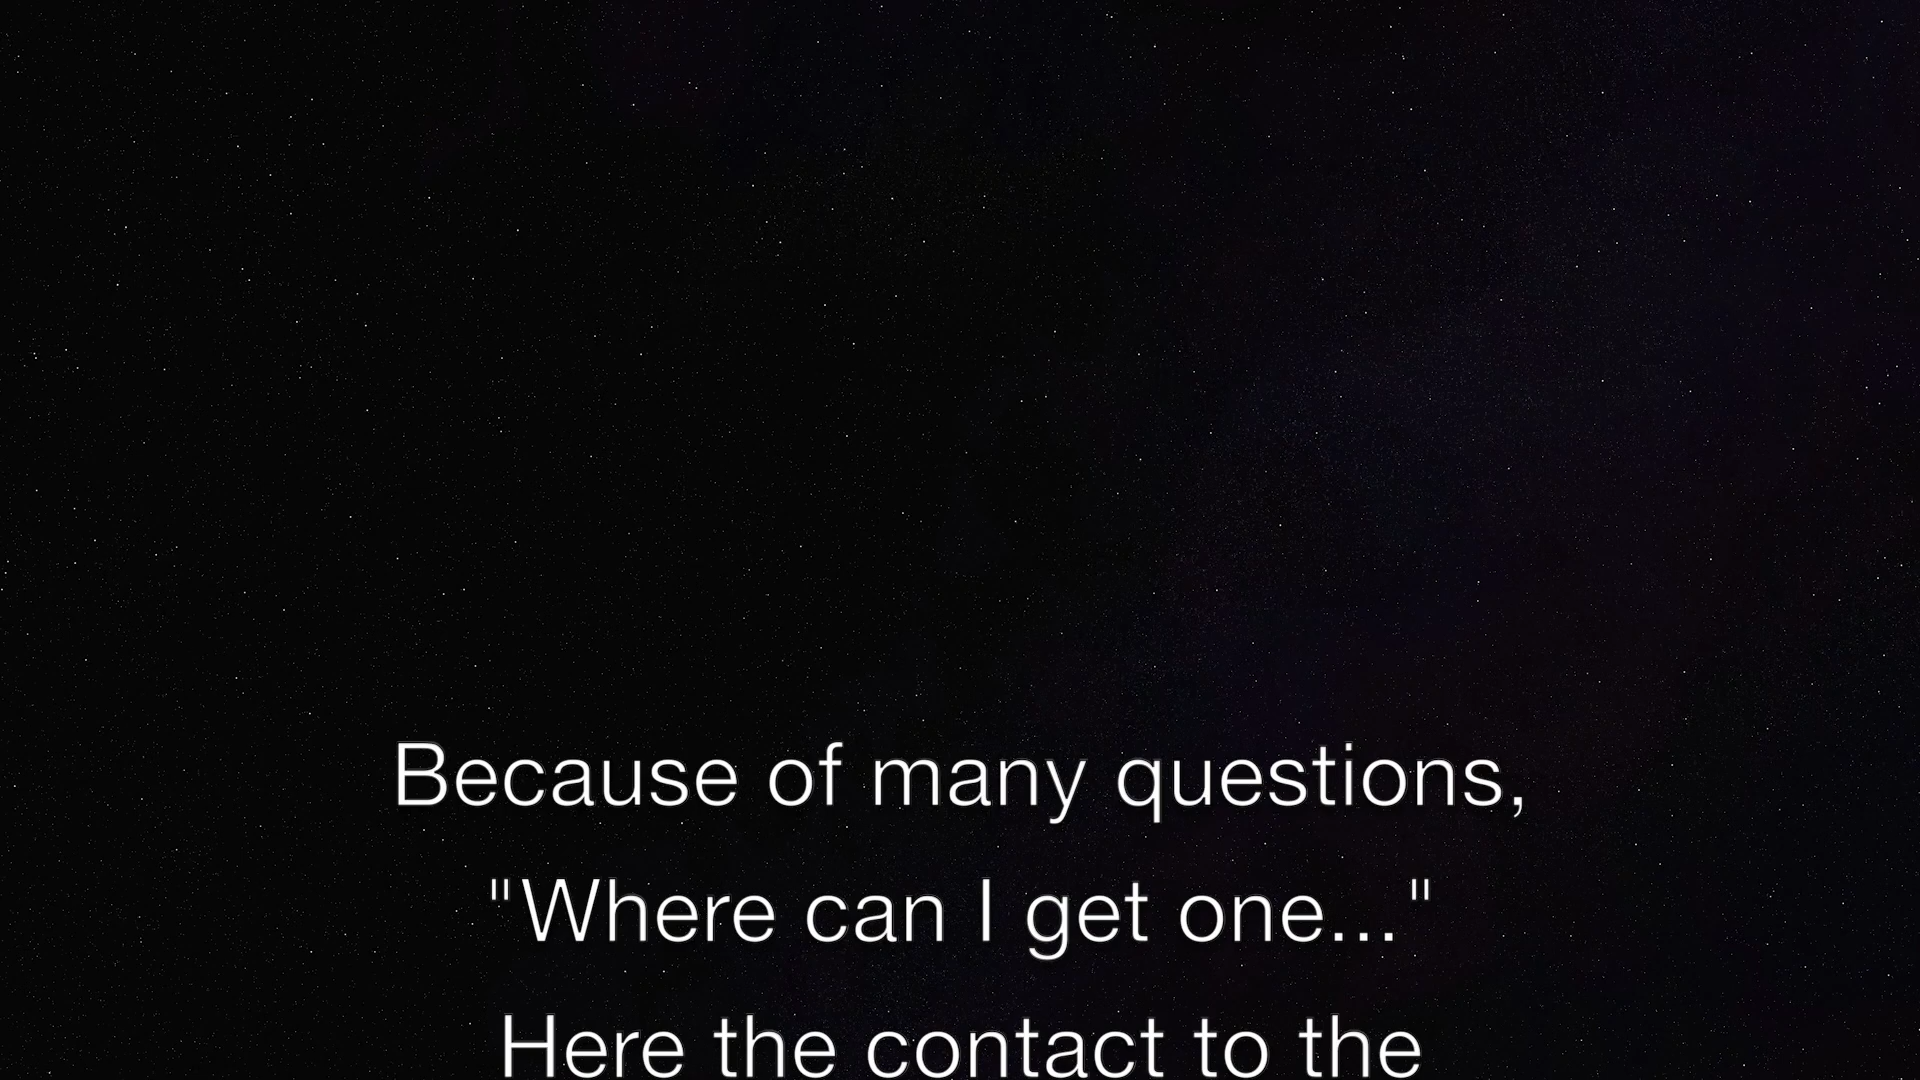 Because of many questions,
"Where can I get one..."
Here the contact to the